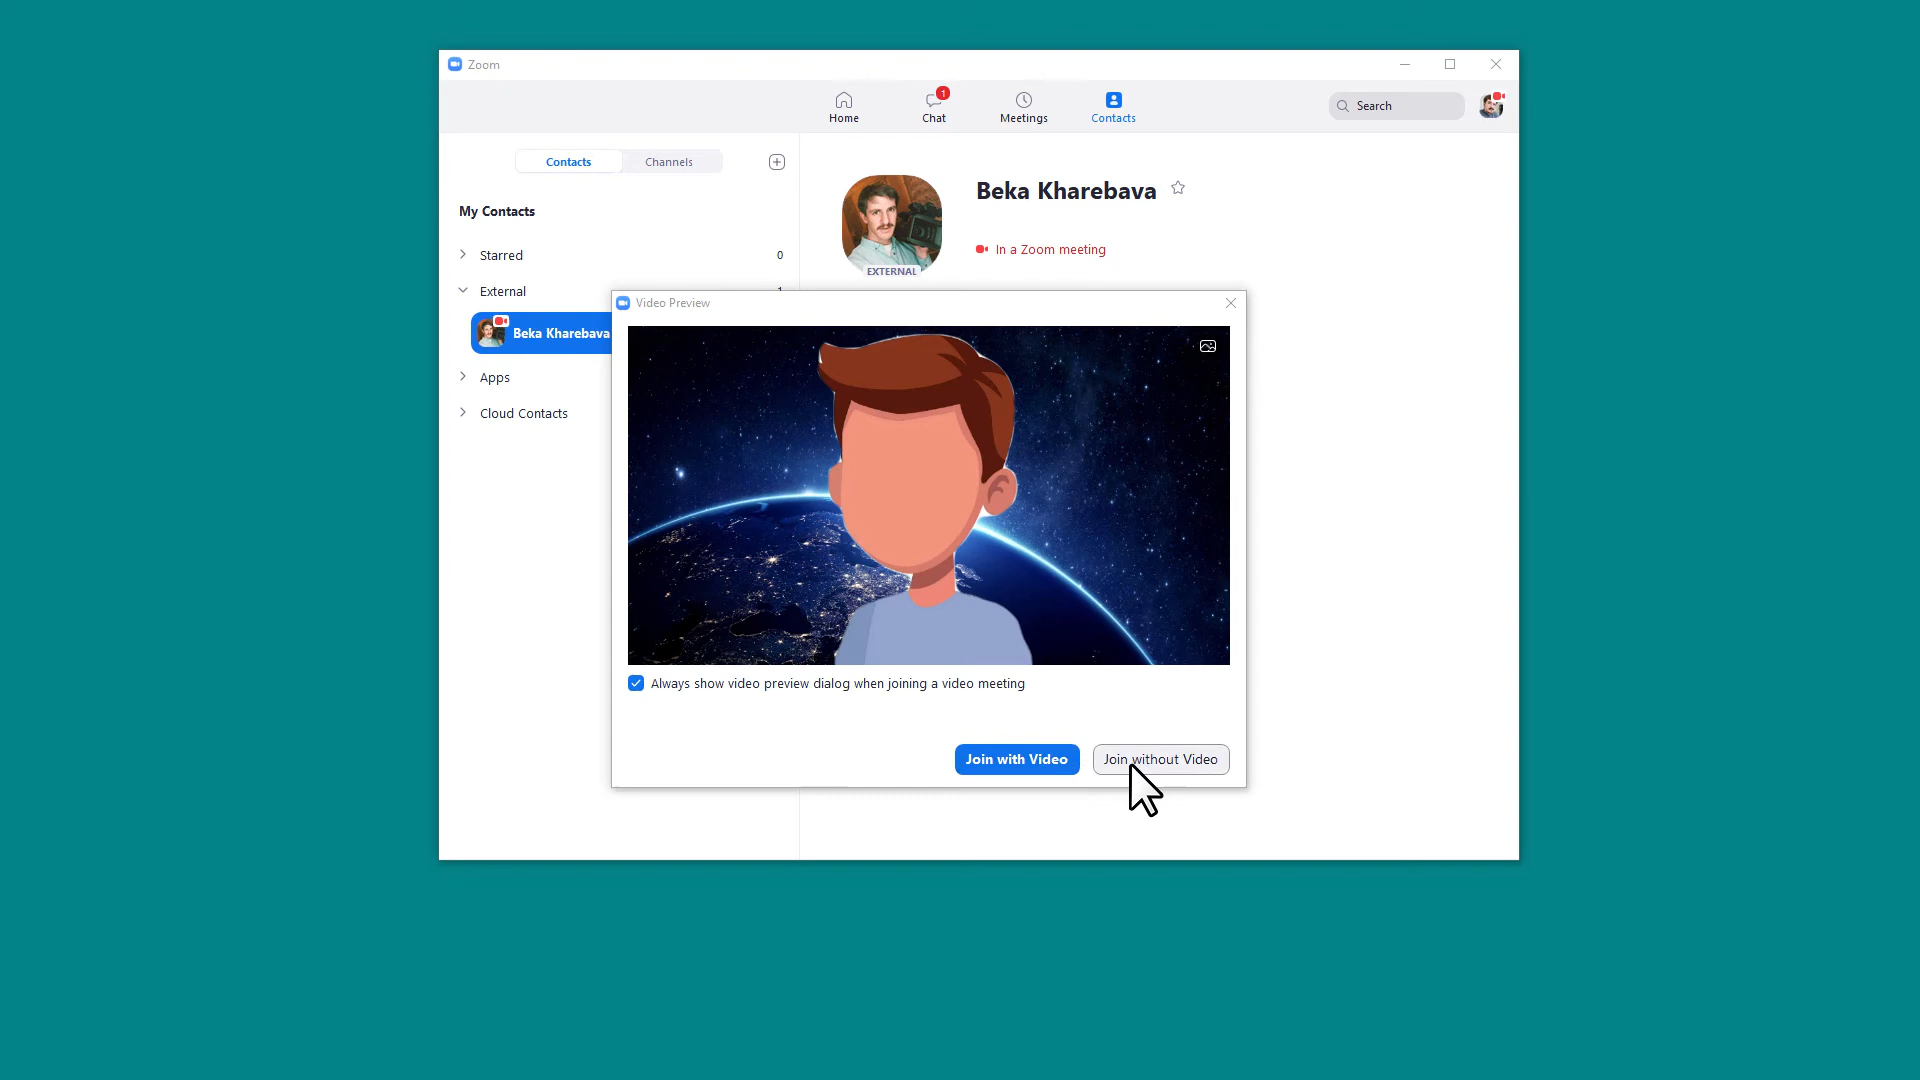 Zoom
Home
Chat
1
Meetings
Contacts
Search
Contacts
Channels
My Contacts
Starred
0
External
Beka Kharebava
Apps
Cloud Contacts
Beka Kharebava
In a Zoom meeting
EXTERNAL
Video Preview
Always show video preview dialog when joining a video meeting
Join with Video
Join without Video